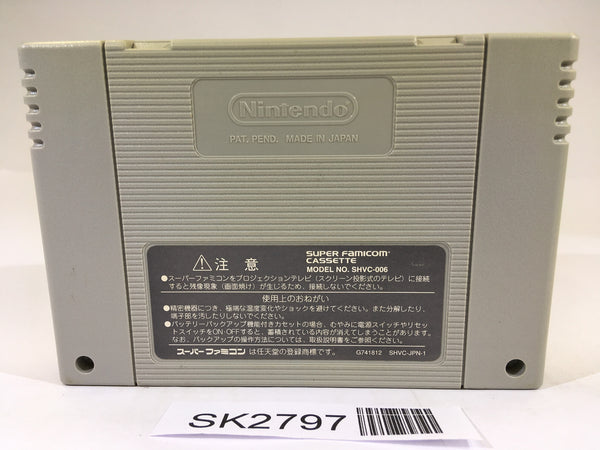 Nintendo
PAT. PEND. MADE IN JAPAN
⚠注 意
SUPER FAMICOM
CASSETTE
MODEL NO. SHVC-006
●スーパーファミコンをプロジェクションテレビ(スクリーン投影式のテレビ)に接続
すると残像現象(画面焼け)が生じるため、接続しないでください。
使用上のおねがい
●精密機器につき、極端な温度変化やショックを避けてください。また分解したり、
端子部を汚したりしないでください。
●バッテリーバックアップ機能付きカセットの場合、むやみに電源スイッチやリセッ
トスイッチをON・OFFすると、蓄積されている内容が消えてしまうことがあります。
なお、バックアップの操作方法については、取扱説明書をご参照ください。
スーパーファミコン は任天堂の登録商標です。
G741812 SHVC-JPN-1
SK2797